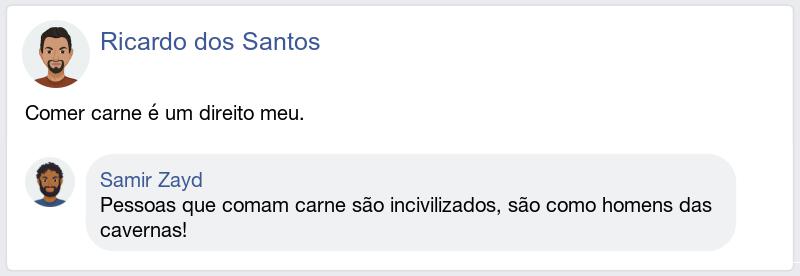 Ricardo dos Santos
Comer carne é um direito meu.
Samir Zayd
Pessoas que comam carne são incivilizados, são como homens das
cavernas!